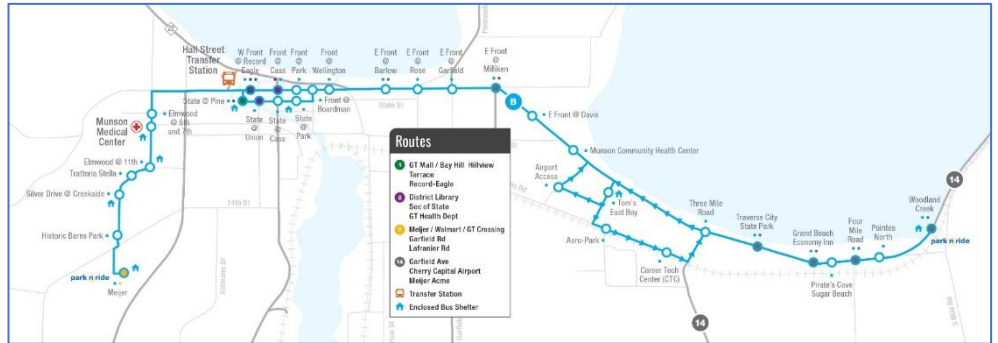 Hall Street
Transfer
Station
W Front
@ Record
Eagle
Front
@
Cass
Front
@
Park
Front
@
Wellington
E Front
@
Barlow
E Front
@
Rose
E Front
@
Garfield
E Front
@
Milliken
State @ Pine
State
@
Union
State
@
Cass
State
@
Park
Front @
Boardman
State St
Elmwood
@ 6th
and 7th
Munson
Medical
Center
Elmwood @ 11th
Trattoria Stella
Silver Drive @ Creekside
14th St
Historic Barns Park
park n ride
Meijer
Veterans Dr
B
E Front @ Davis
Munson Community Health Center
Airport
Access
Tom's
East Bay
Aero-Park
Career Tech
Center (CTC)
Three Mile
Road
Traverse City
State Park
Grand Beach
Economy Inn
Pirate's Cove
Sugar Beach
Four
Mile
Road
Pointes
North
Woodland
Creek
park n ride
14
14
Routes
1 GT Mall / Bay Hill Hillview
Terrace
Record-Eagle
2 District Library
Sec of State
GT Health Dept
7 Meijer / Walmart / GT Crossing
Garfield Rd
Lafranier Rd
14 Garfield Ave
Cherry Capital Airport
Meijer Acme
Transfer Station
Enclosed Bus Shelter